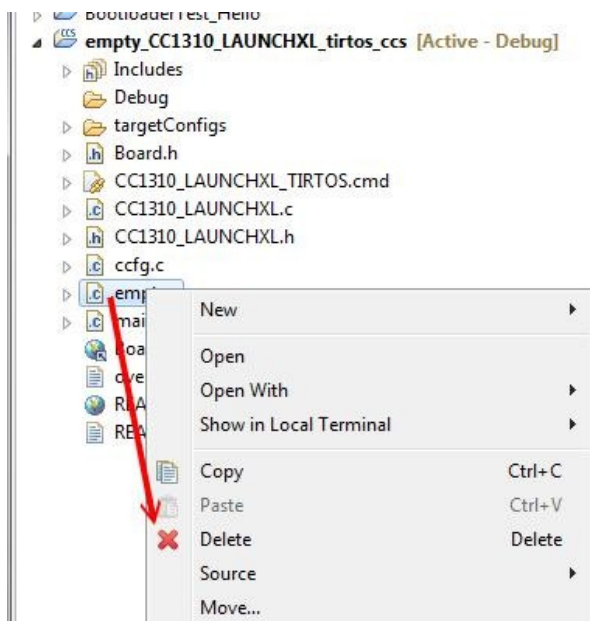 BootloaderTest_Hello
empty_CC1310_LAUNCHXL_tirtos_ccs [Active - Debug]
Includes
Debug
targetConfigs
Board.h
CC1310_LAUNCHXL_TIRTOS.cmd
CC1310_LAUNCHXL.c
CC1310_LAUNCHXL.h
ccfg.c
New
Open
Open With
Show in Local Terminal
Copy Ctrl+C
Paste Ctrl+V
Delete Delete
Source
Move...